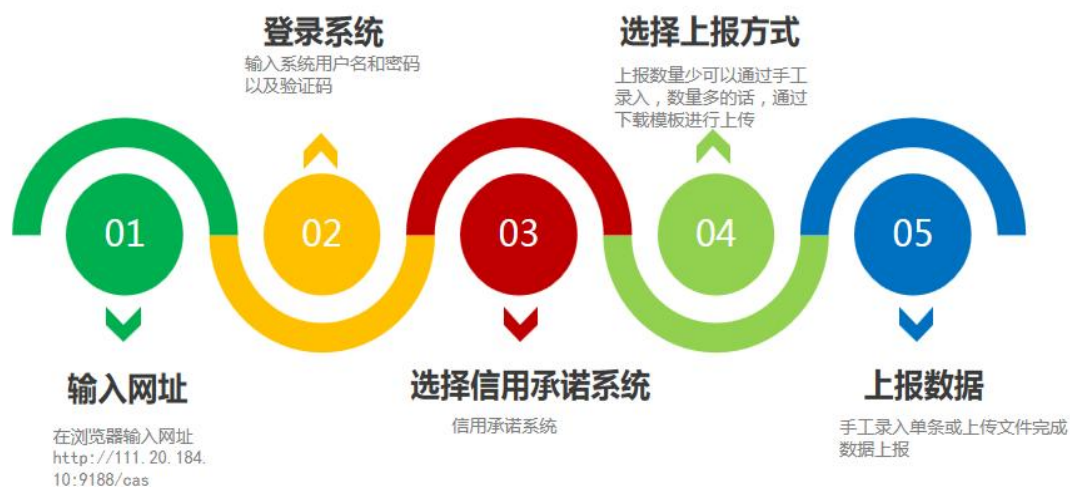 登录系统
输入系统用户名和密码
以及验证码
选择上报方式
上报数量少可以通过手工
录入，数量多的话，通过
下载模板进行上传
01
02
03
04
05
输入网址
在浏览器输入网址
http://111.20.184.
10:9188/cas
选择信用承诺系统
信用承诺系统
上报数据
手工录入单条或上传文件完成
数据上报